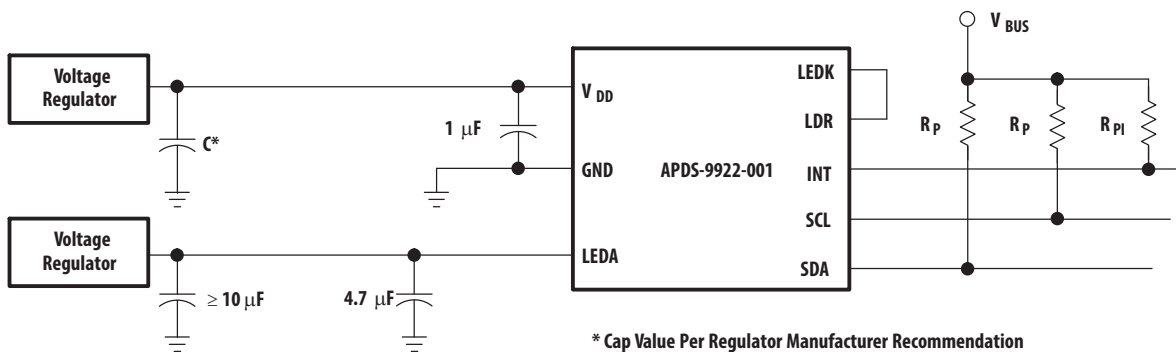 Voltage
Regulator
C*
1 µF
V DD
GND
LEDA
APDS-9922-001
LEDK
LDR
INT
SCL
SDA
V BUS
R P
R P
R PI
Voltage
Regulator
≥ 10 µF
4.7 µF
* Cap Value Per Regulator Manufacturer Recommendation